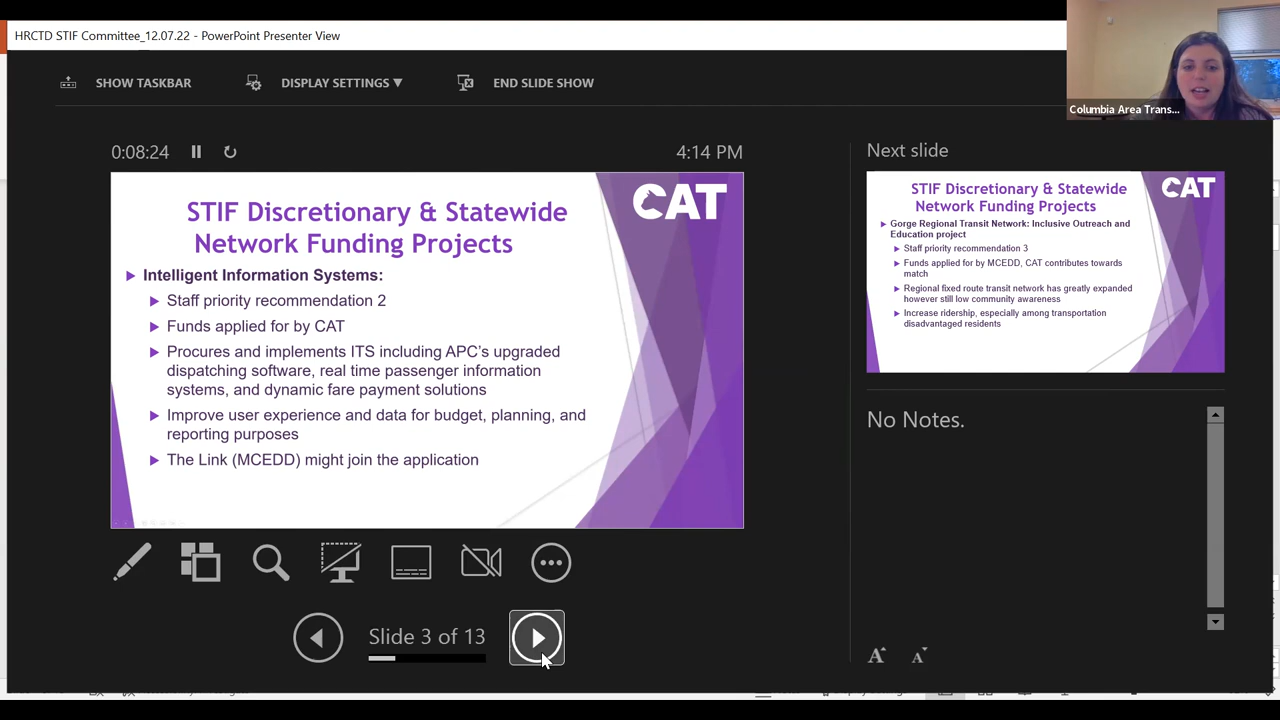 HRCTD STIF Committee_12.07.22 - PowerPoint Presenter View
SHOW TASKBAR
DISPLAY SETTINGS ▼
END SLIDE SHOW
Columbia Area Trans...
0:08:24
4:14 PM
STIF Discretionary & Statewide
Network Funding Projects
CAT
Intelligent Information Systems:
Staff priority recommendation 2
Funds applied for by CAT
Procures and implements ITS including APC's upgraded
dispatching software, real time passenger information
systems, and dynamic fare payment solutions
Improve user experience and data for budget, planning, and
reporting purposes
The Link (MCEDD) might join the application
Slide 3 of 13
Next slide
STIF Discretionary & Statewide
Network Funding Projects
CAT
Gorge Regional Transit Network: Inclusive Outreach and
Education project
Staff priority recommendation 3
Funds applied for by MCEDD, CAT contributes towards
match
Regional fixed route transit network has greatly expanded
however still low community awareness
Increase ridership, especially among transportation
disadvantaged residents
No Notes.
A A